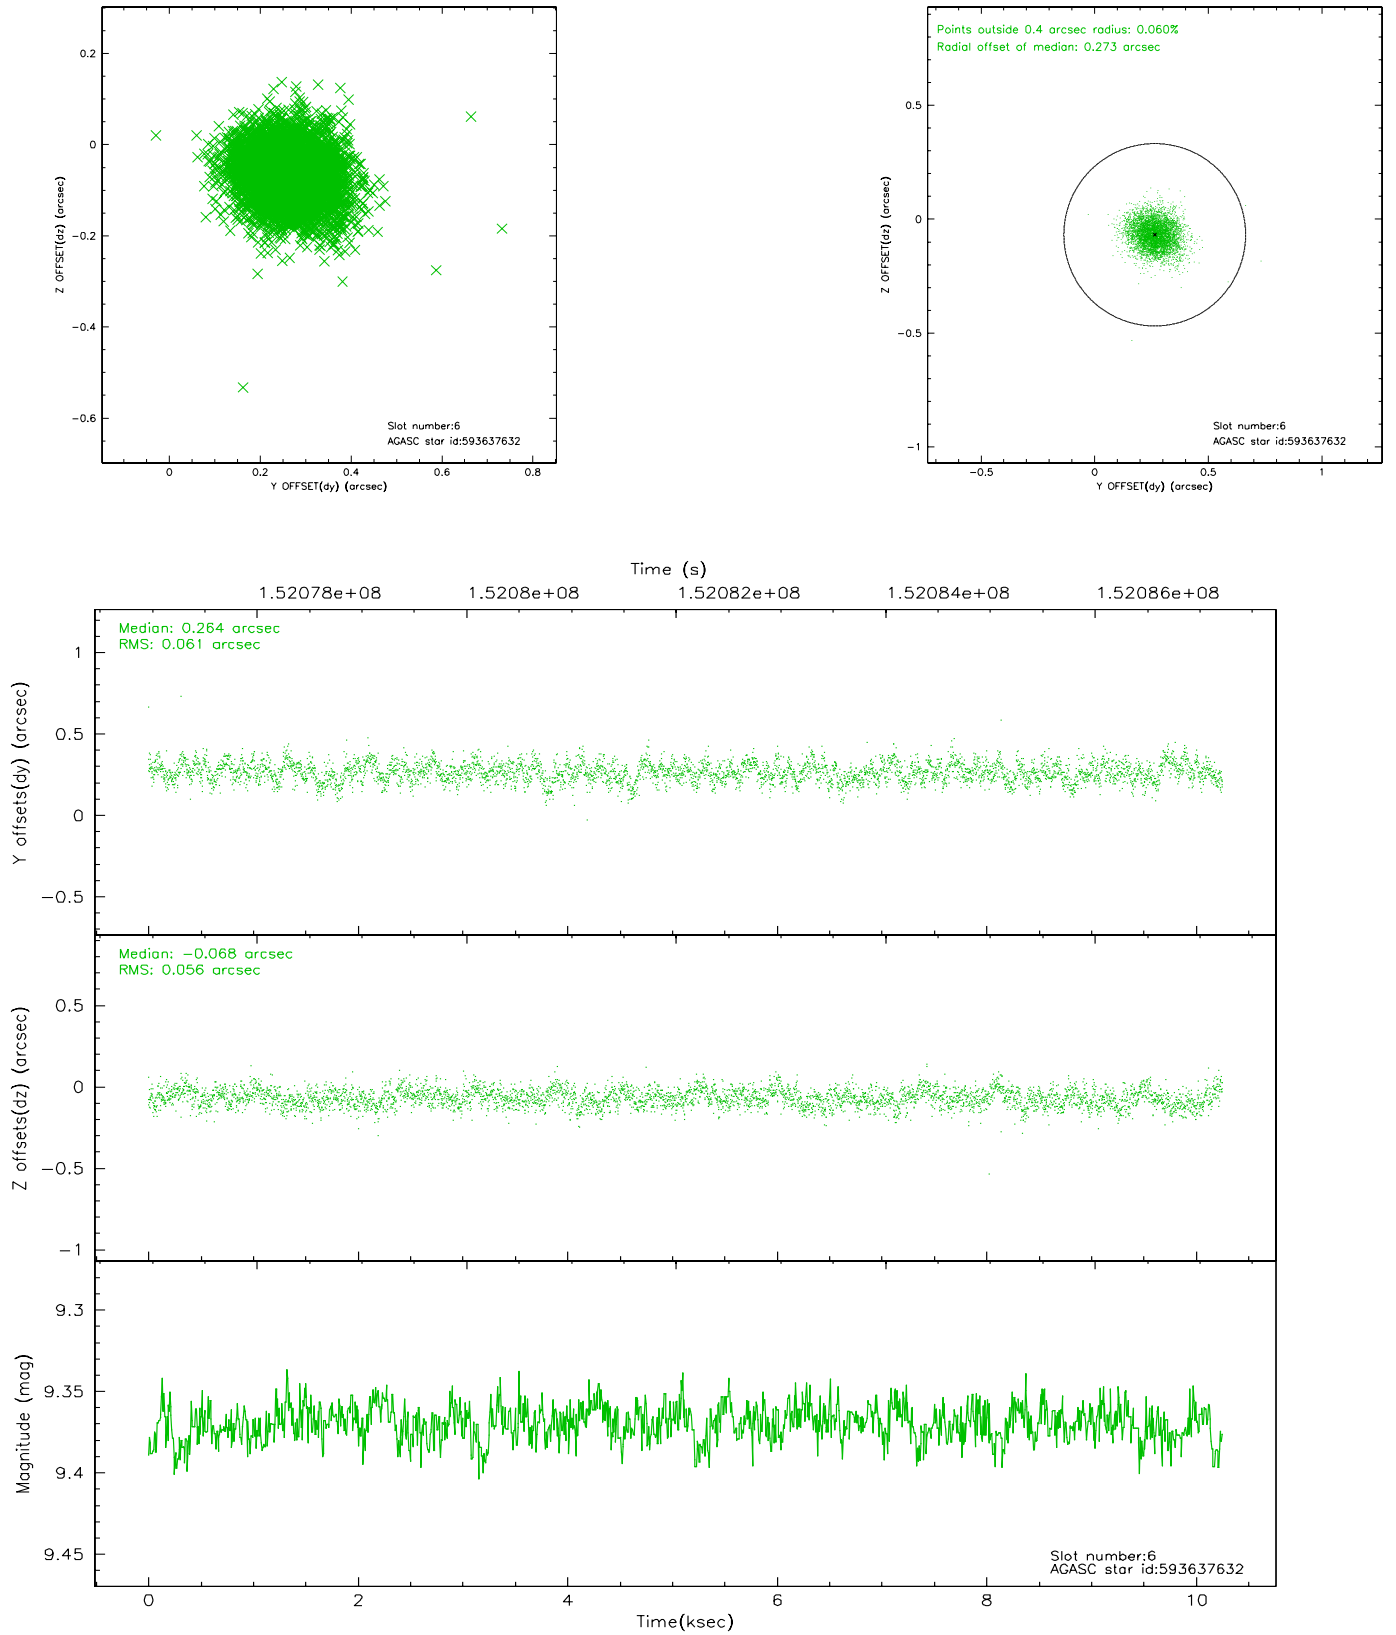 0.2
0
−0.2
−0.4
−0.6
Z OFFSET(dz) (arcsec)
Slot number:6
AGASC star id:593637632
0 0.2 0.4 0.6 0.8
Y OFFSET(dy) (arcsec)
Points outside 0.4 arcsec radius: 0.060%
Radial offset of median: 0.273 arcsec
0.5
0
−0.5
−1
Z OFFSET(dz) (arcsec)
Slot number:6
AGASC star id:593637632
−0.5 0 0.5 1
Y OFFSET(dy) (arcsec)
Time (s)
1.52078e+08 1.5208e+08 1.52082e+08 1.52084e+08 1.52086e+08
Median: 0.264 arcsec
RMS: 0.061 arcsec
1
0.5
0
−0.5
Y offsets(dy) (arcsec)
Median: −0.068 arcsec
RMS: 0.056 arcsec
0.5
0
−0.5
−1
Z offsets(dz) (arcsec)
9.3
9.35
9.4
9.45
Magnitude (mag)
Slot number:6
AGASC star id:593637632
0 2 4 6 8 10
Time(ksec)